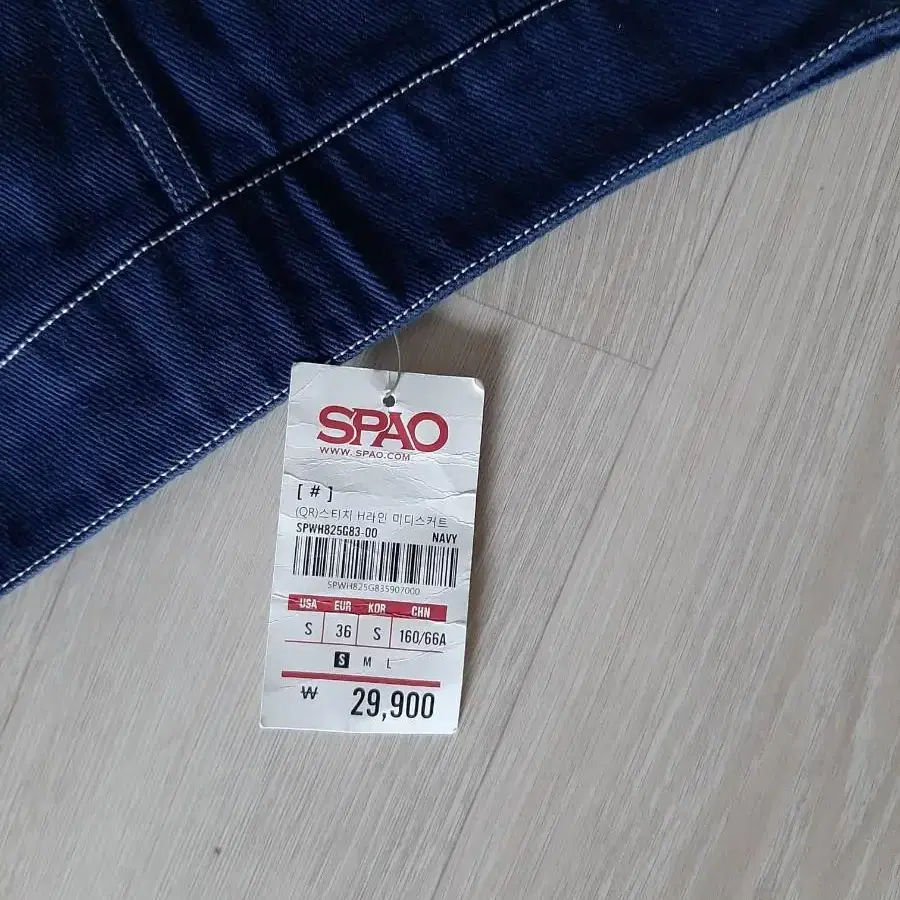 SPAO
WWW.SPAO.COM
[ # ]
(QR)스티치 H라인 미디스커트
SPWH825G83-00 NAVY
SPWH825G835907000
USA EUR KOR CHN
S 36 S 160/66A
S M L
₩ 29,900